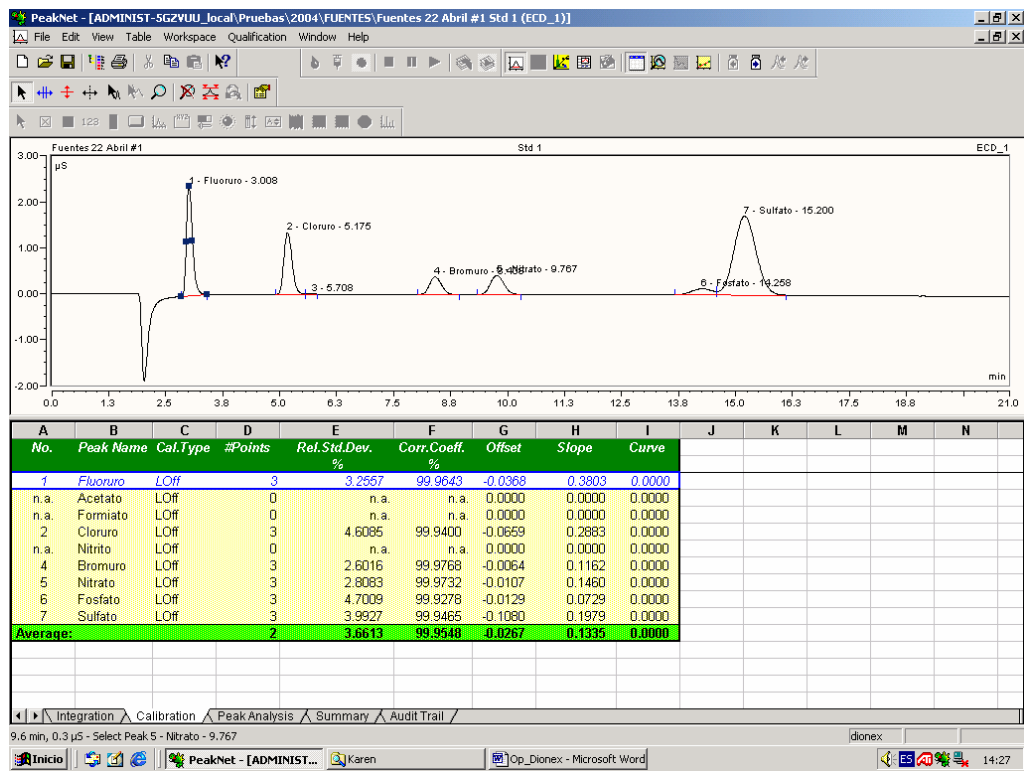 PeakNet - [ADMINIST-5GZVUU_local\Pruebas\2004\FUENTES\Fuentes 22 Abril #1 Std 1 (ECD_1)]
File Edit View Table Workspace Qualification Window Help
123
XYZ
Fuentes 22 Abril #1 Std 1 ECD_1
3.00
µS
1 - Fluoruro - 3.008
2.00
7 - Sulfato - 15.200
2 - Cloruro - 5.175
1.00
4 - Bromuro - 5 - Nitrato - 9.767
3 - 5.708
6 - Fosfato - 14.258
0.00
-1.00
min
-2.00
0.0 1.3 2.5 3.8 5.0 6.3 7.5 8.8 10.0 11.3 12.5 13.8 15.0 16.3 17.5 18.8 21.0
A B C D E F G H I J K L M N
No. Peak Name Cal.Type #Points Rel.Std.Dev. Corr.Coeff. Offset Slope Curve
% %
1 Fluoruro LOff 3 3.2557 99.9643 -0.0368 0.3803 0.0000
n.a. Acetato LOff 0 n.a. n.a. 0.0000 0.0000 0.0000
n.a. Formiato LOff 0 n.a. n.a. 0.0000 0.0000 0.0000
2 Cloruro LOff 3 4.6085 99.9400 -0.0659 0.2883 0.0000
n.a. Nitrito LOff 0 n.a. n.a. 0.0000 0.0000 0.0000
4 Bromuro LOff 3 2.6016 99.9768 -0.0064 0.1162 0.0000
5 Nitrato LOff 3 2.8083 99.9732 -0.0107 0.1460 0.0000
6 Fosfato LOff 3 4.7009 99.9278 -0.0129 0.0729 0.0000
7 Sulfato LOff 3 3.9927 99.9465 -0.1080 0.1979 0.0000
Average: 2 3.6613 99.9548 -0.0267 0.1335 0.0000
Integration Calibration Peak Analysis Summary Audit Trail
9.6 min, 0.3 µS - Select Peak 5 - Nitrato - 9.767 dionex
Inicio PeakNet - [ADMINIST... Karen Op_Dionex - Microsoft Word ES 14:27